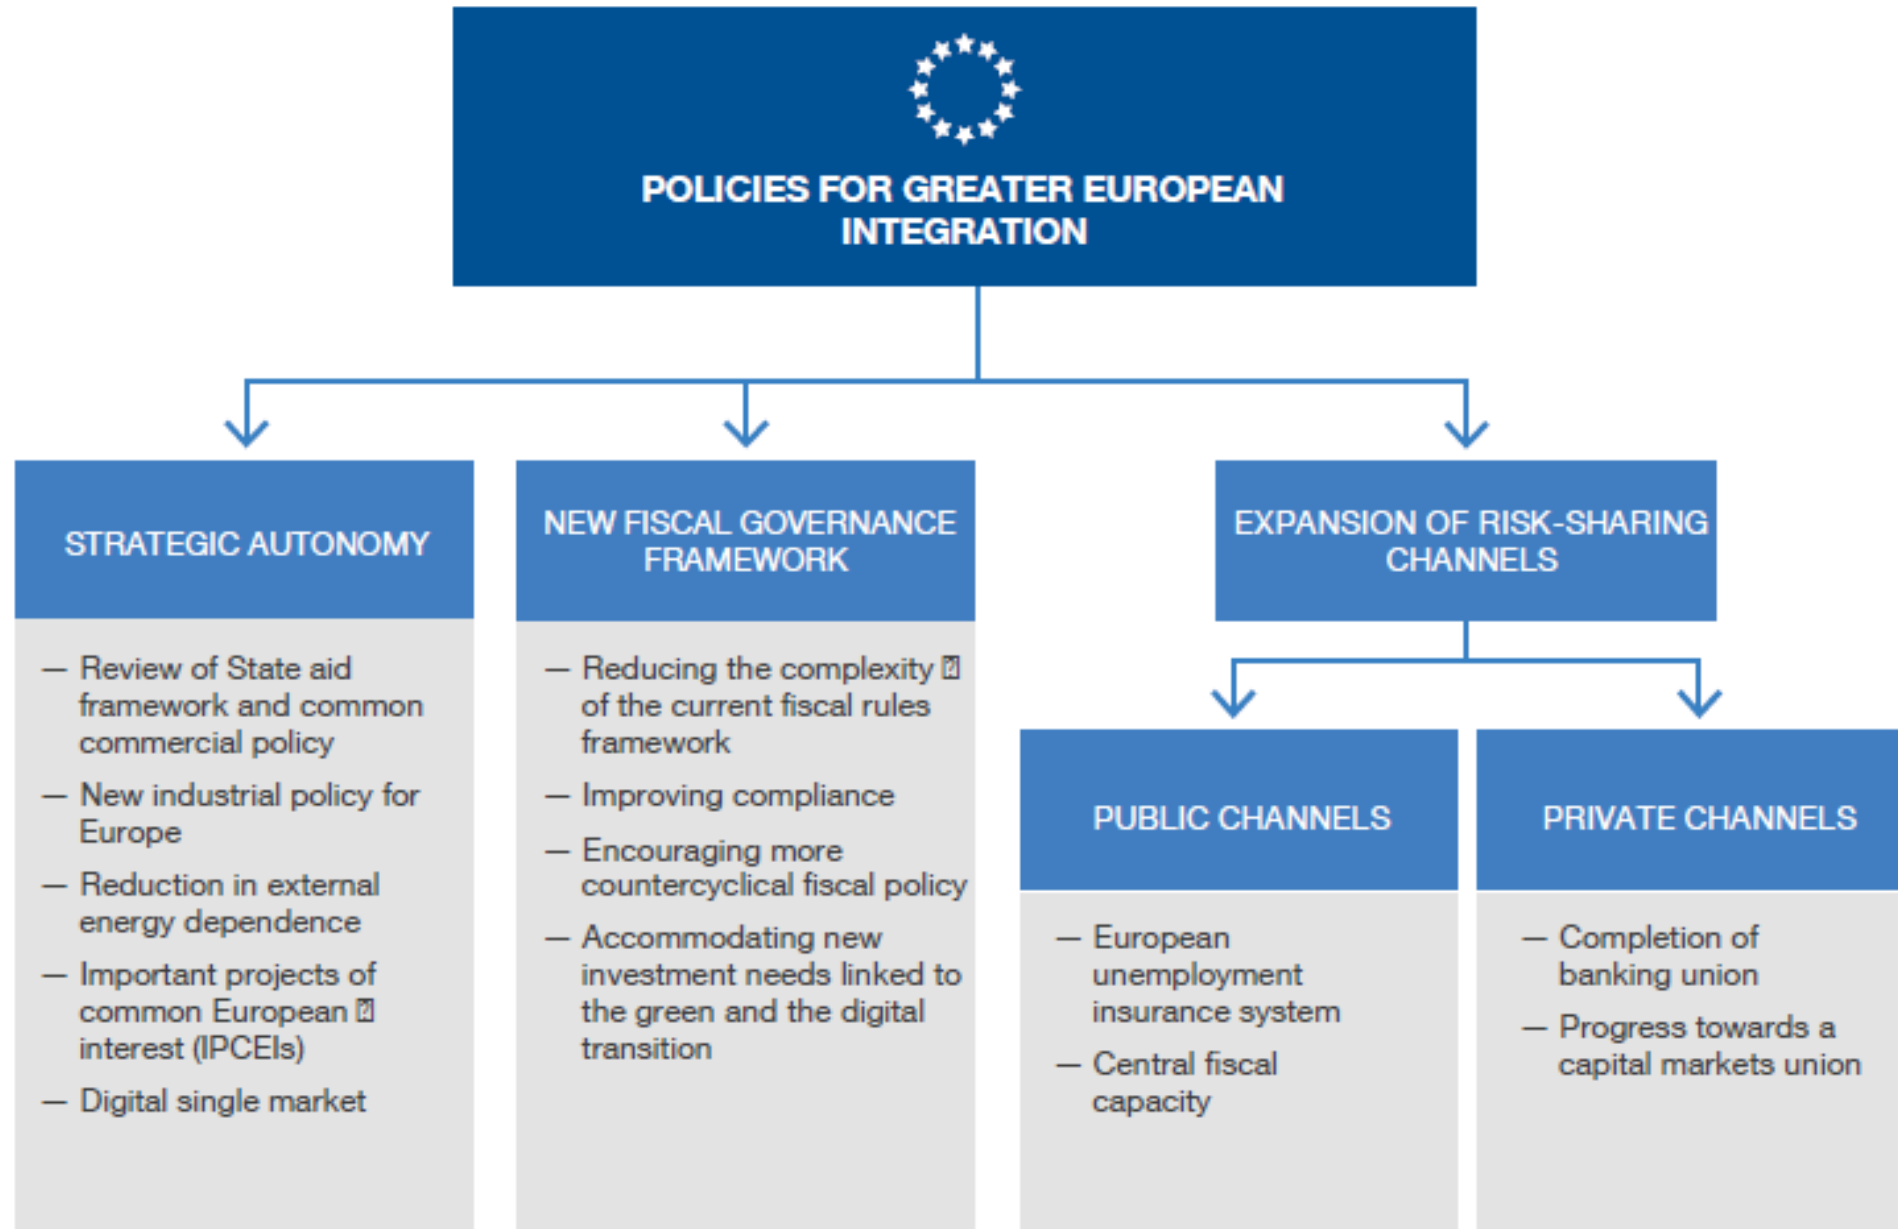 POLICIES FOR GREATER EUROPEAN
INTEGRATION
STRATEGIC AUTONOMY
— Review of State aid
framework and common
commercial policy
— New industrial policy for
Europe
— Reduction in external
energy dependence
— Important projects of
common European ⍰
interest (IPCEIs)
— Digital single market
NEW FISCAL GOVERNANCE
FRAMEWORK
— Reducing the complexity ⍰
of the current fiscal rules
framework
— Improving compliance
— Encouraging more
countercyclical fiscal policy
— Accommodating new
investment needs linked to
the green and the digital
transition
EXPANSION OF RISK-SHARING
CHANNELS
PUBLIC CHANNELS
— European
unemployment
insurance system
— Central fiscal
capacity
PRIVATE CHANNELS
— Completion of
banking union
— Progress towards a
capital markets union